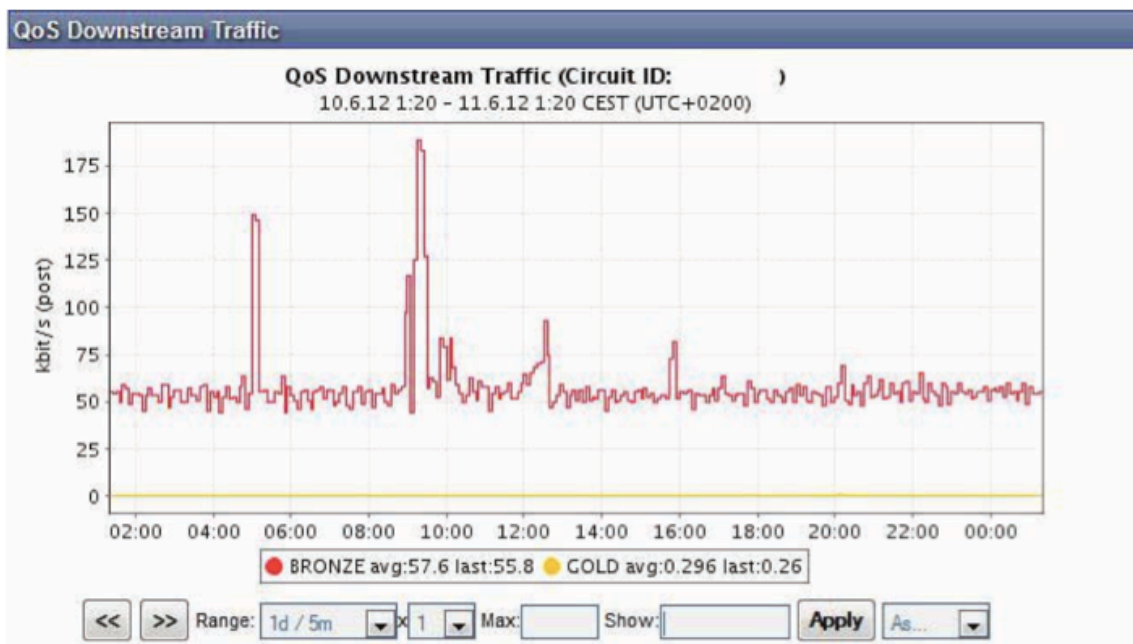 QoS Downstream Traffic
QoS Downstream Traffic (Circuit ID: )
10.6.12 1:20 - 11.6.12 1:20 CEST (UTC+0200)
kbit/s (post)
175
150
125
100
75
50
25
0
02:00 04:00 06:00 08:00 10:00 12:00 14:00 16:00 18:00 20:00 22:00 00:00
BRONZE avg:57.6 last:55.8 GOLD avg:0.296 last:0.26
<< >> Range: 1d / 5m x 1 Max: Show: Apply As...